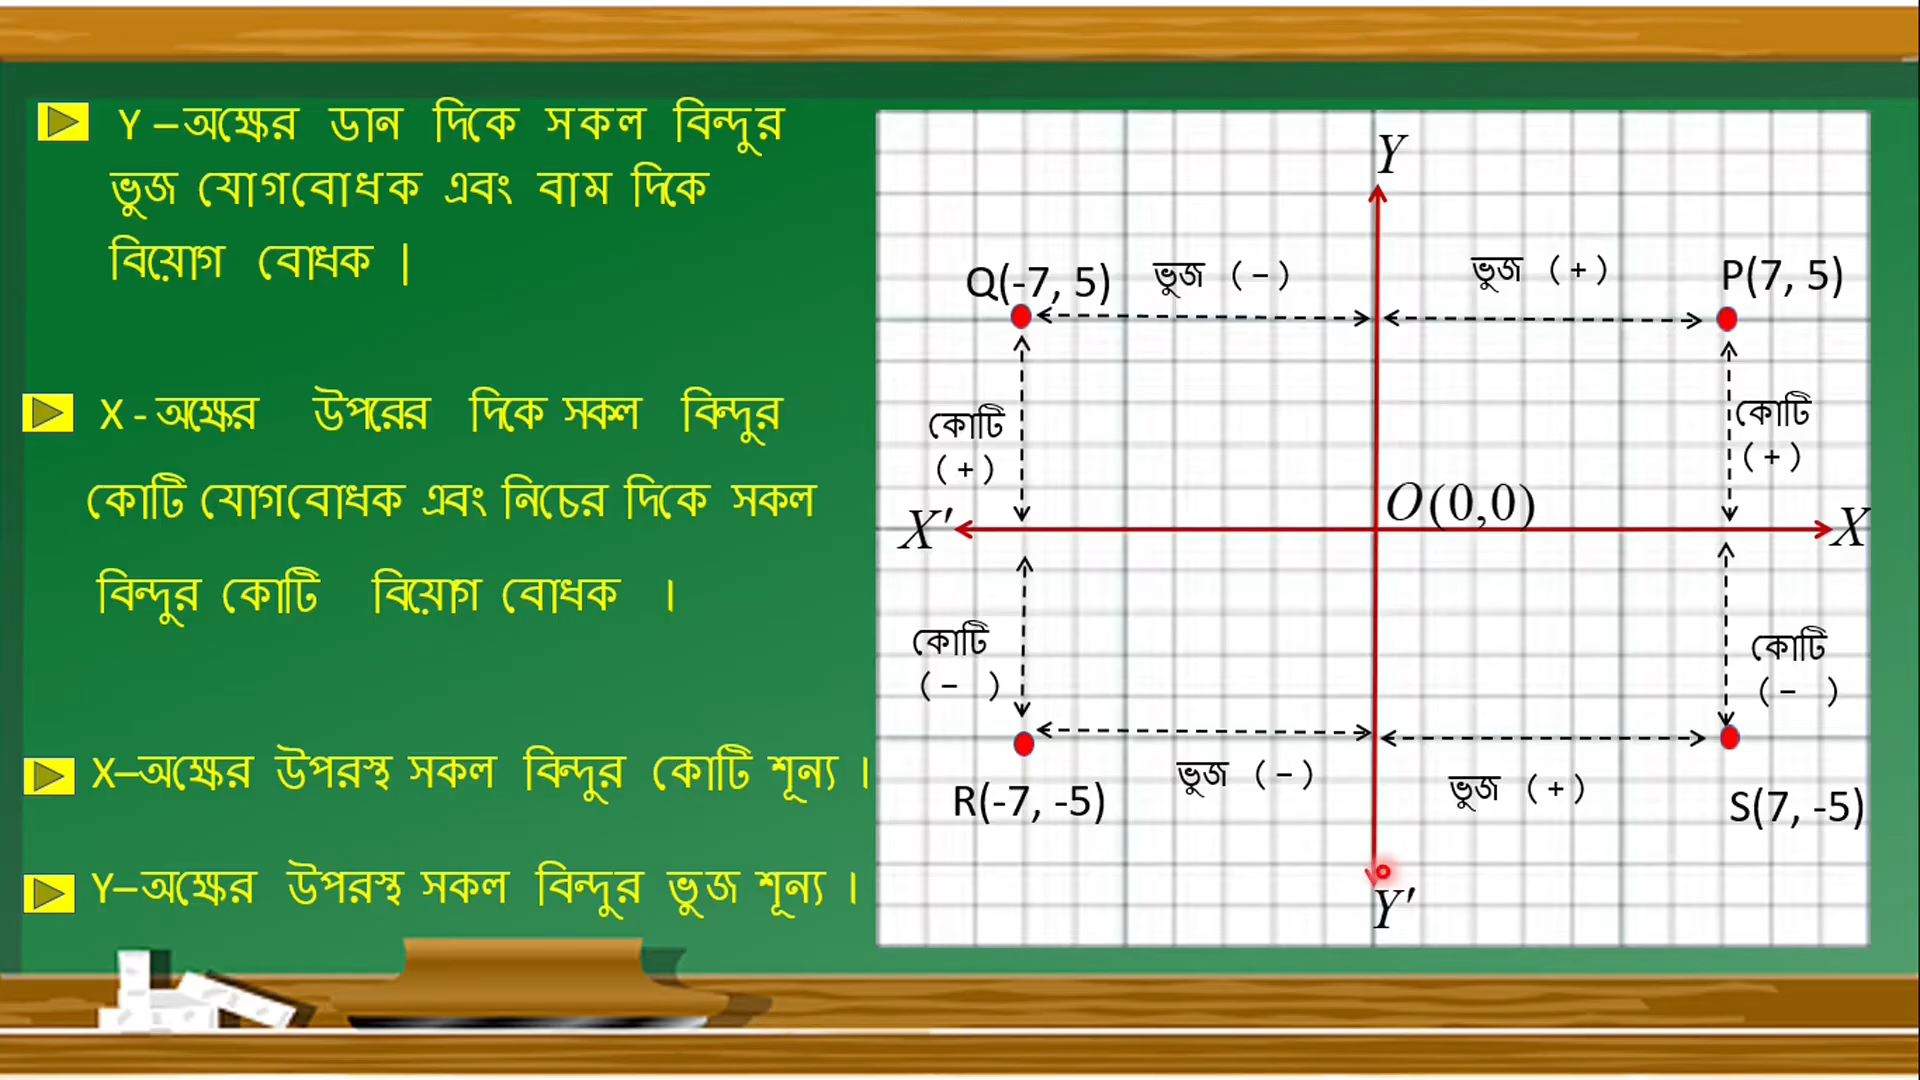 Y –অক্ষের ডান দিকে সকল বিন্দুর
ভুজ যোগবোধক এবং বাম দিকে
বিয়োগ বোধক |
X - অক্ষের উপরের দিকে সকল বিন্দুর
কোটি যোগবোধক এবং নিচের দিকে সকল
বিন্দুর কোটি বিয়োগ বোধক ।
X–অক্ষের উপরস্থ সকল বিন্দুর কোটি শূন্য ।
Y–অক্ষের উপরস্থ সকল বিন্দুর ভুজ শূন্য ।
Y
Q(-7, 5) ভুজ ( – ) ভুজ ( + ) P(7, 5)
কোটি
( + )
কোটি
( + )
X′ O(0,0) X
কোটি
( – )
কোটি
( – )
R(-7, -5) ভুজ ( – ) ভুজ ( + ) S(7, -5)
Y′